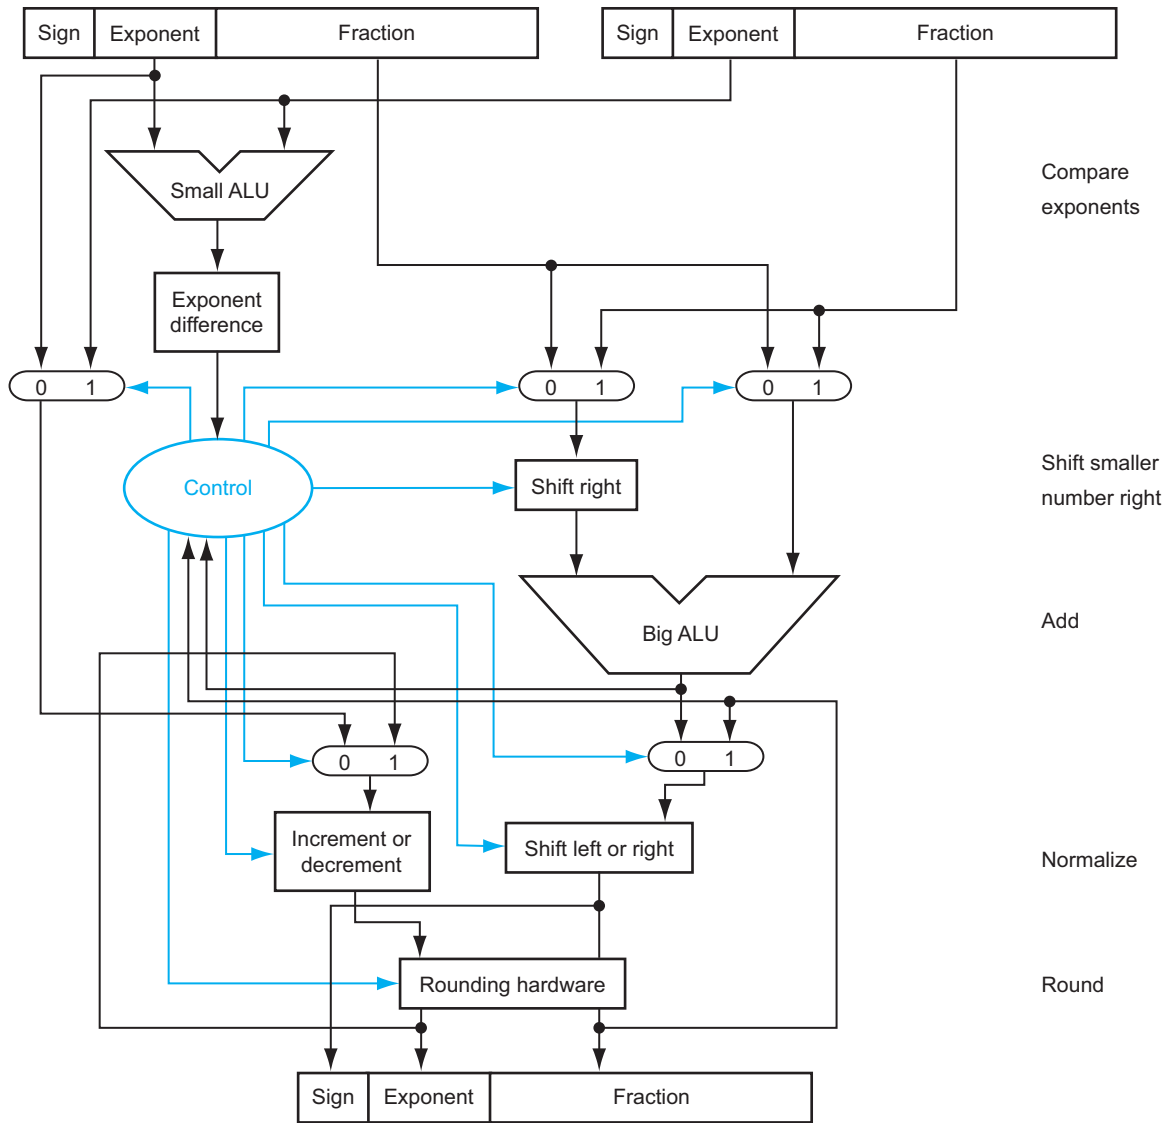 Sign Exponent Fraction Sign Exponent Fraction
Small ALU
Compare
exponents
Exponent
difference
0 1 0 1 0 1
Control
Shift right
Shift smaller
number right
Big ALU
Add
0 1 0 1
Increment or
decrement
Shift left or right
Normalize
Rounding hardware
Round
Sign Exponent Fraction